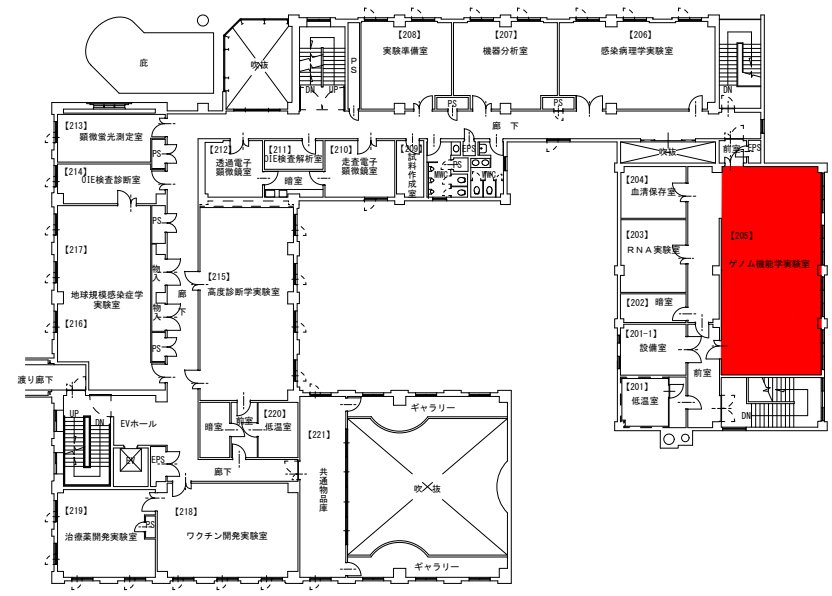 【208】
実験準備室
【207】
機器分析室
【206】
感染病理学実験室
庇
吹抜
DN
UP
PS
DN
PS
PS
廊 下
【213】
顕微蛍光測定室
PS
【212】
透過電子
顕微鏡室
【211】
OIE検査解析室
暗室
【210】
走査電子
顕微鏡室
【209】
試料作成室
EPS
PS
MWC
WWC
吹抜
前室
EPS
【214】
OIE検査診断室
PS
【204】
血清保存室
【205】
ゲノム機能学実験室
【217】
地球規模感染症学
実験室
【216】
PS
物入
物入
PS
廊下
【215】
高度診断学実験室
【203】
RNA実験室
【202】 暗室
【201-1】
設備室
前室
【201】
低温室
DN
渡り廊下
UP
DN
EVホール
EV
EPS
暗室
前室
【220】
低温室
廊下
【221】
共通物品庫
ギャラリー
吹抜
ギャラリー
【219】
治療薬開発実験室
PS
【218】
ワクチン開発実験室